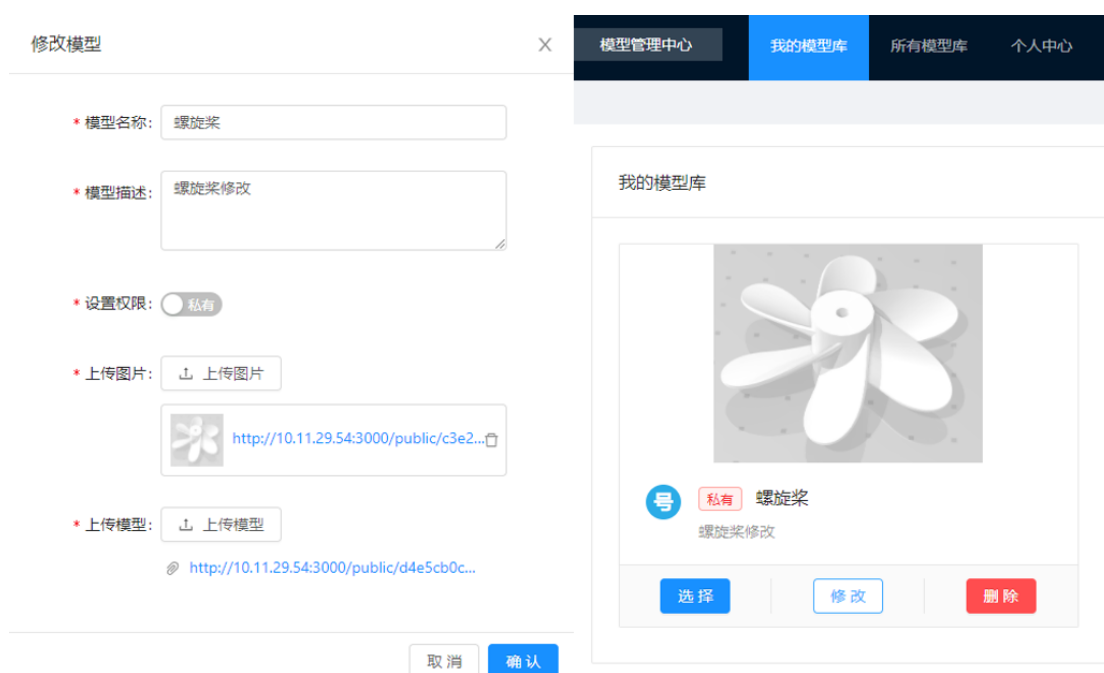 修改模型
* 模型名称:
螺旋桨
* 模型描述:
螺旋桨修改
* 设置权限:
私有
* 上传图片:
上传图片
http://10.11.29.54:3000/public/c3e2...
* 上传模型:
上传模型
http://10.11.29.54:3000/public/d4e5cb0c...
取 消
确 认
模型管理中心
我的模型库
所有模型库
个人中心
我的模型库
号
私有
螺旋桨
螺旋桨修改
选 择
修 改
删 除